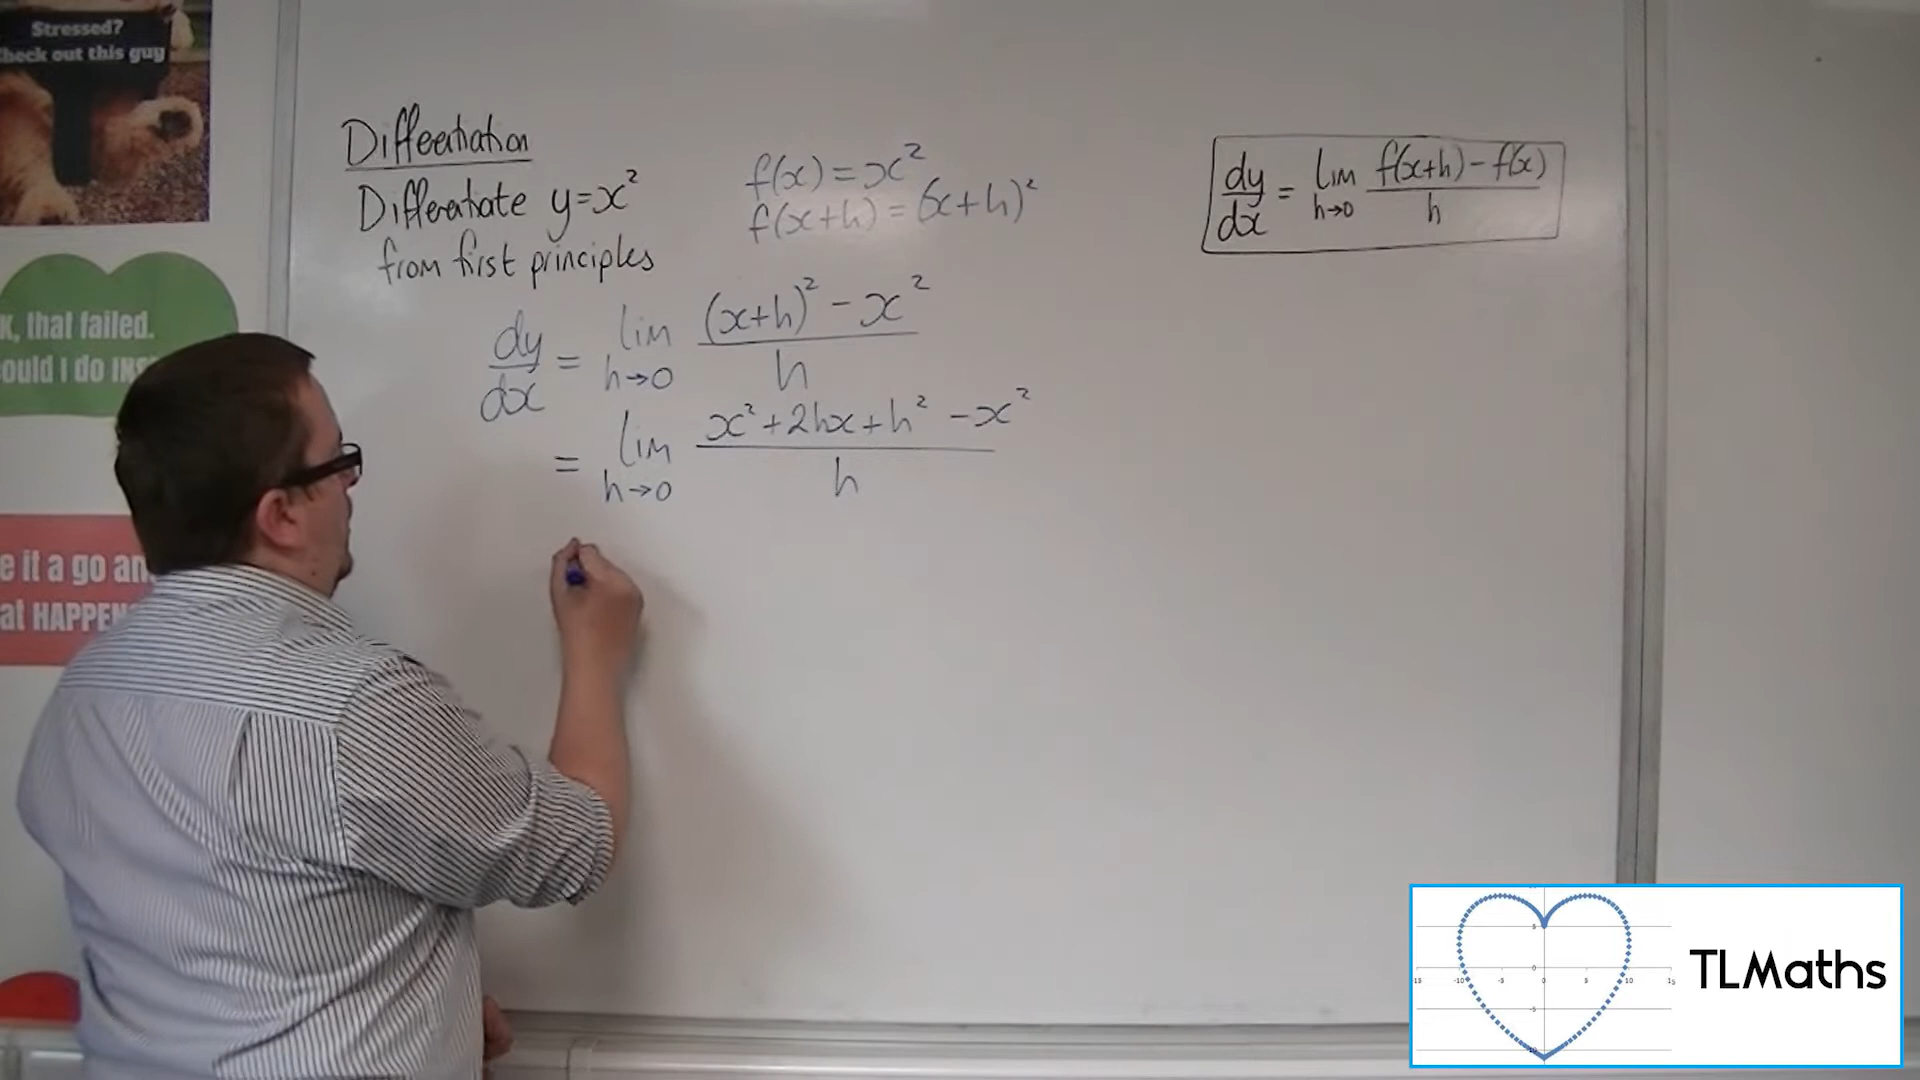 Stressed?
heck out this guy
K, that failed.
ould I do INS
e it a go an
at HAPPEN
Differentiation
Differentiate y=x²
from first principles
f(x) = x²
f(x+h) = (x+h)²
dy/dx = lim h→0 (f(x+h) - f(x))/h
dy/dx = lim h→0 ((x+h)² - x²)/h
= lim h→0 (x² + 2hx + h² - x²)/h
TLMaths